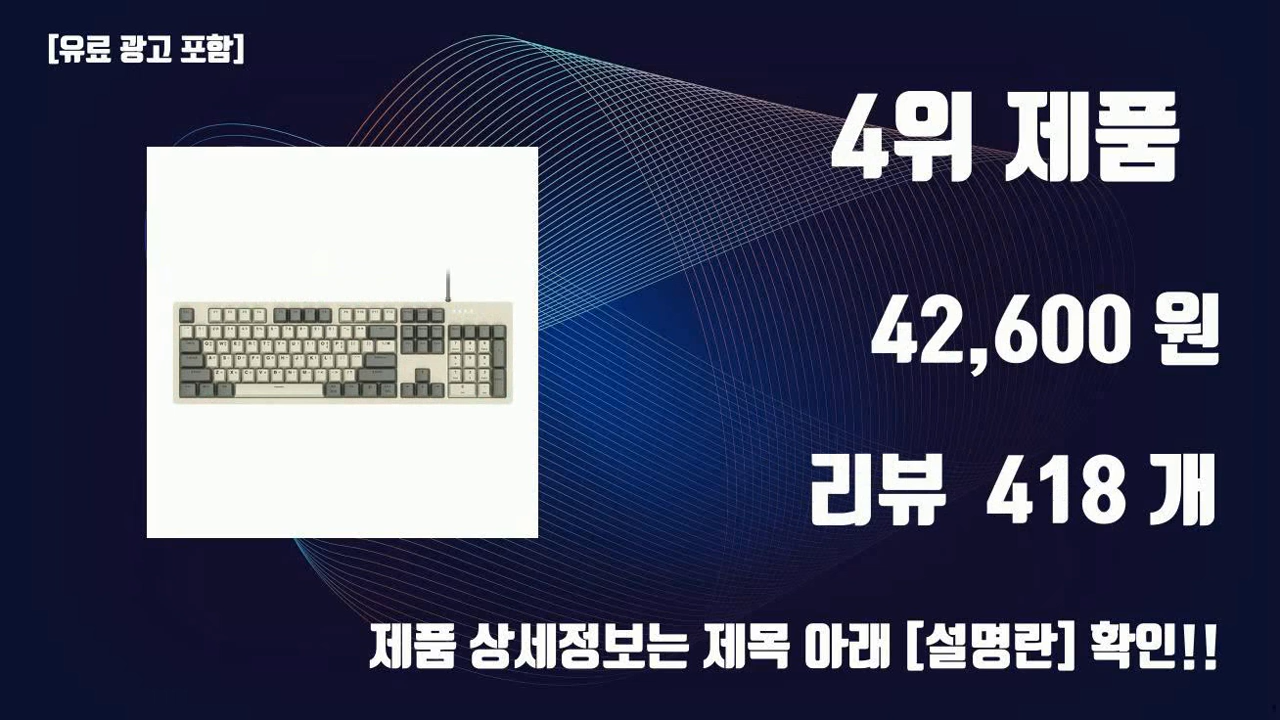 [유료 광고 포함]
4위 제품
42,600 원
리뷰 418 개
제품 상세정보는 제목 아래 [설명란] 확인!!